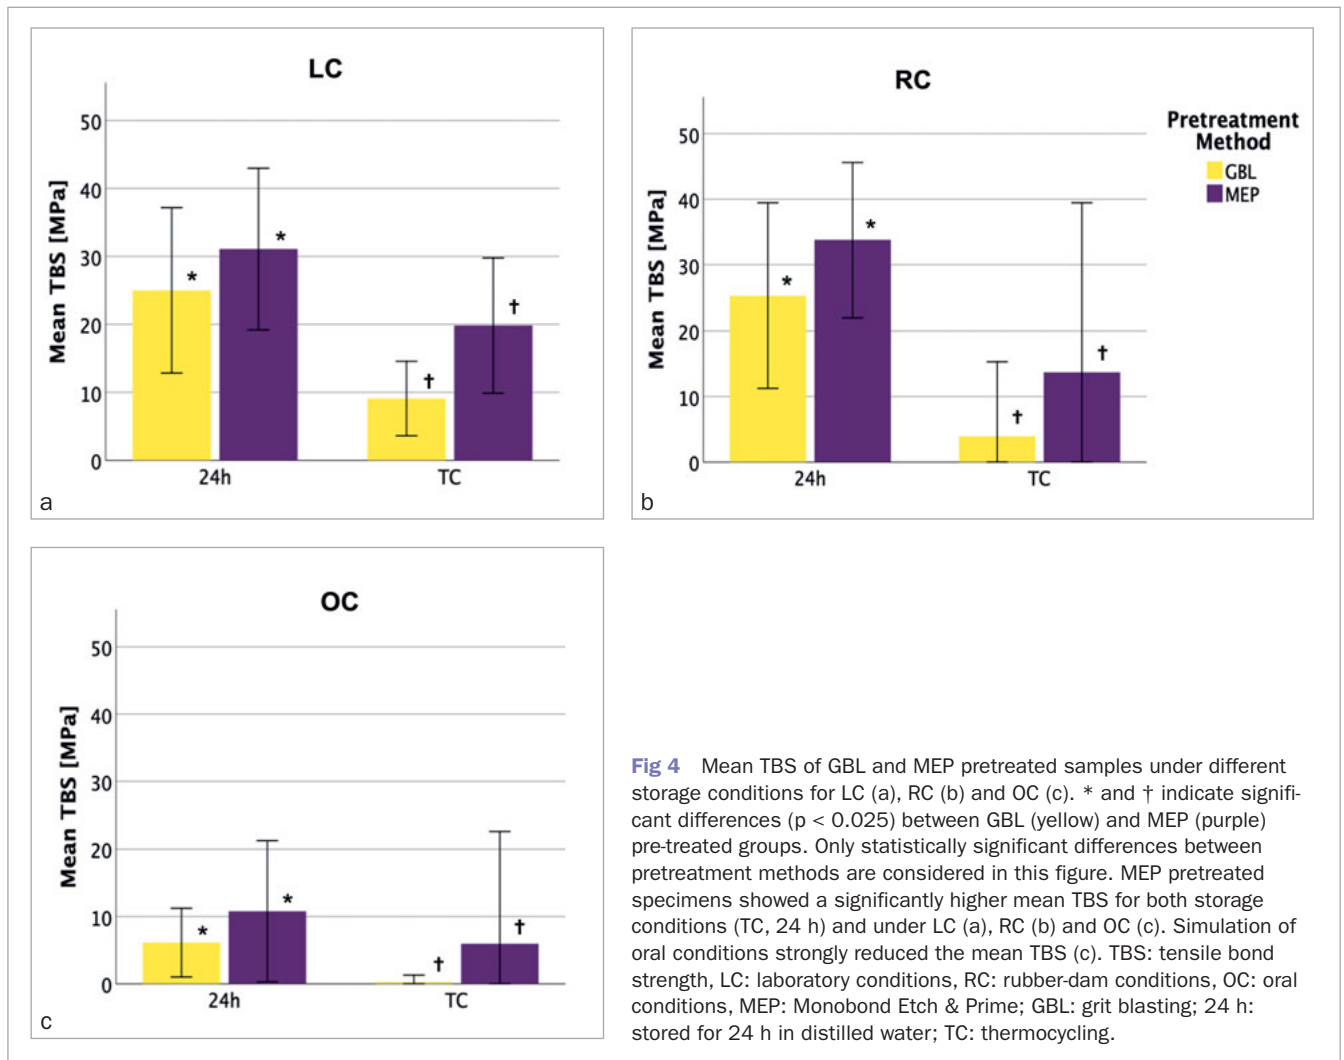 LC
Mean TBS [MPa]
50
40
30
20
10
0
*
*
†
†
24h
TC
a
RC
Mean TBS [MPa]
50
40
30
20
10
0
*
*
†
†
24h
TC
b
Pretreatment
Method
GBL
MEP
OC
Mean TBS [MPa]
50
40
30
20
10
0
*
*
†
†
24h
TC
c
Fig 4 Mean TBS of GBL and MEP pretreated samples under different
storage conditions for LC (a), RC (b) and OC (c). * and † indicate signifi-
cant differences (p < 0.025) between GBL (yellow) and MEP (purple)
pre-treated groups. Only statistically significant differences between
pretreatment methods are considered in this figure. MEP pretreated
specimens showed a significantly higher mean TBS for both storage
conditions (TC, 24 h) and under LC (a), RC (b) and OC (c). Simulation of
oral conditions strongly reduced the mean TBS (c). TBS: tensile bond
strength, LC: laboratory conditions, RC: rubber-dam conditions, OC: oral
conditions, MEP: Monobond Etch & Prime; GBL: grit blasting; 24 h:
stored for 24 h in distilled water; TC: thermocycling.